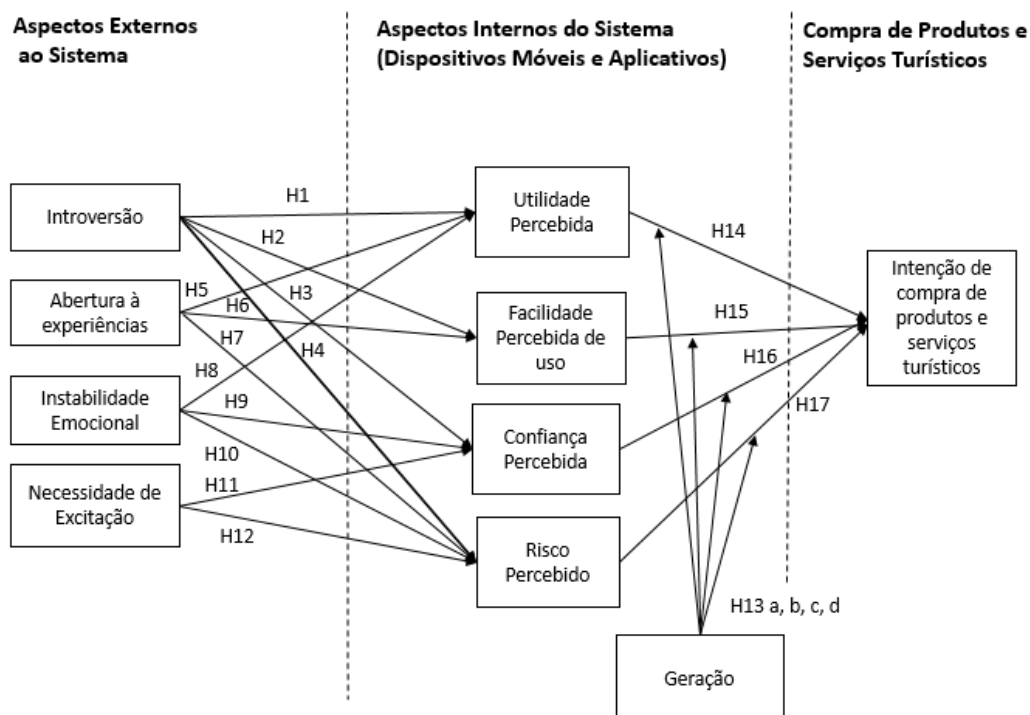 Aspectos Externos
ao Sistema
Aspectos Internos do Sistema
(Dispositivos Móveis e Aplicativos)
Compra de Produtos e
Serviços Turísticos
Introversão
Abertura à
experiências
Instabilidade
Emocional
Necessidade de
Excitação
H1
H2
H3
H4
H5
H6
H7
H8
H9
H10
H11
H12
Utilidade
Percebida
Facilidade
Percebida de
uso
Confiança
Percebida
Risco
Percebido
H14
H15
H16
H17
H13 a, b, c, d
Geração
Intenção de
compra de
produtos e
serviços
turísticos